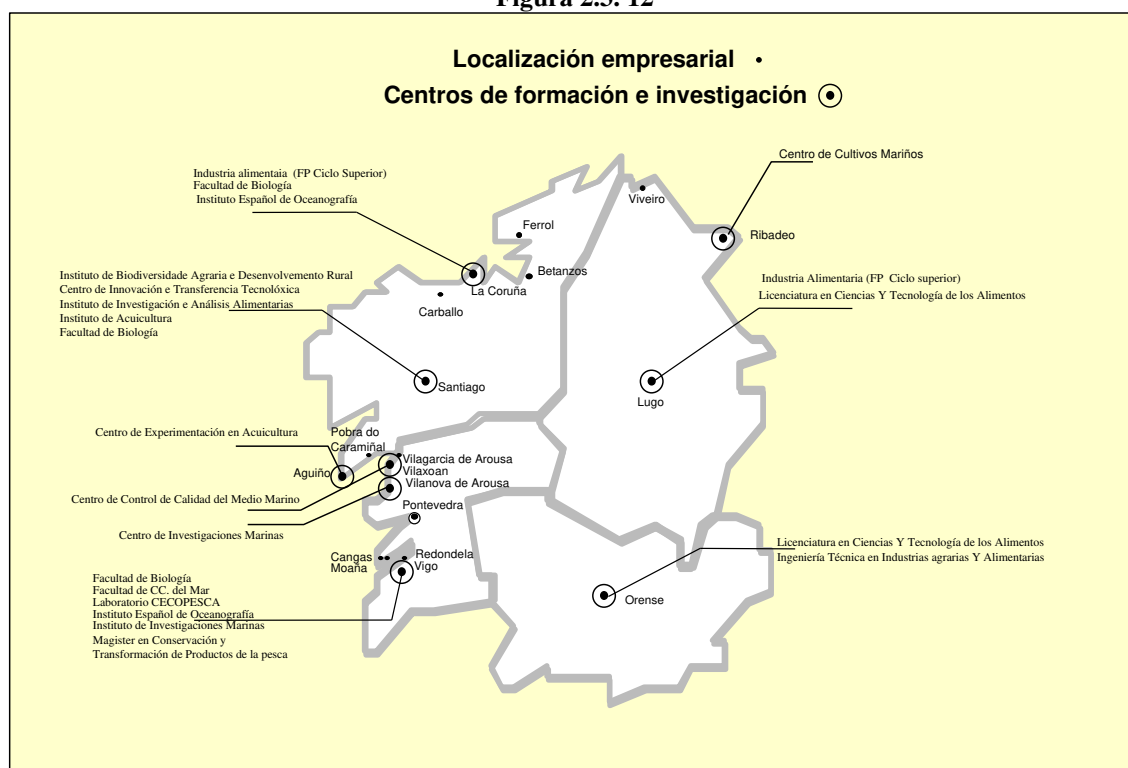 Figura 2.3. 12
Localización empresarial
Centros de formación e investigación
Centro de Cultivos Mariños
Industria alimentaia (FP Ciclo Superior)
Facultad de Biología
Instituto Español de Oceanografía
Viveiro
Ferrol
Ribadeo
Betanzos
La Coruña
Carballo
Instituto de Biodiversidade Agraria e Desenvolvemento Rural
Centro de Innovación e Transferencia Tecnolóxica
Instituto de Investigación e Análisis Alimentarias
Instituto de Acuicultura
Facultad de Biología
Industria Alimentaria (FP Ciclo superior)
Licenciatura en Ciencias Y Tecnología de los Alimentos
Santiago
Lugo
Centro de Experimentación en Acuicultura
Pobra do
Caramiñal
Aguiño
Vilagarcia de Arousa
Vilaxoan
Vilanova de Arousa
Centro de Control de Calidad del Medio Marino
Pontevedra
Centro de Investigaciones Marinas
Cangas
Moaña
Redondela
Vigo
Licenciatura en Ciencias Y Tecnología de los Alimentos
Ingeniería Técnica en Industrias agrarias Y Alimentarias
Orense
Facultad de Biología
Facultad de CC. del Mar
Laboratorio CECOPESCA
Instituto Español de Oceanografía
Instituto de Investigaciones Marinas
Magister en Conservación y
Transformación de Productos de la pesca